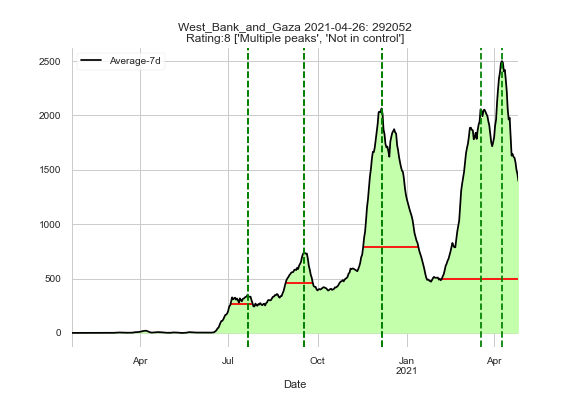 West_Bank_and_Gaza 2021-04-26: 292052
Rating:8 ['Multiple peaks', 'Not in control']
Average-7d
2500
2000
1500
1000
500
0
Apr
Jul
Oct
Jan
2021
Apr
Date